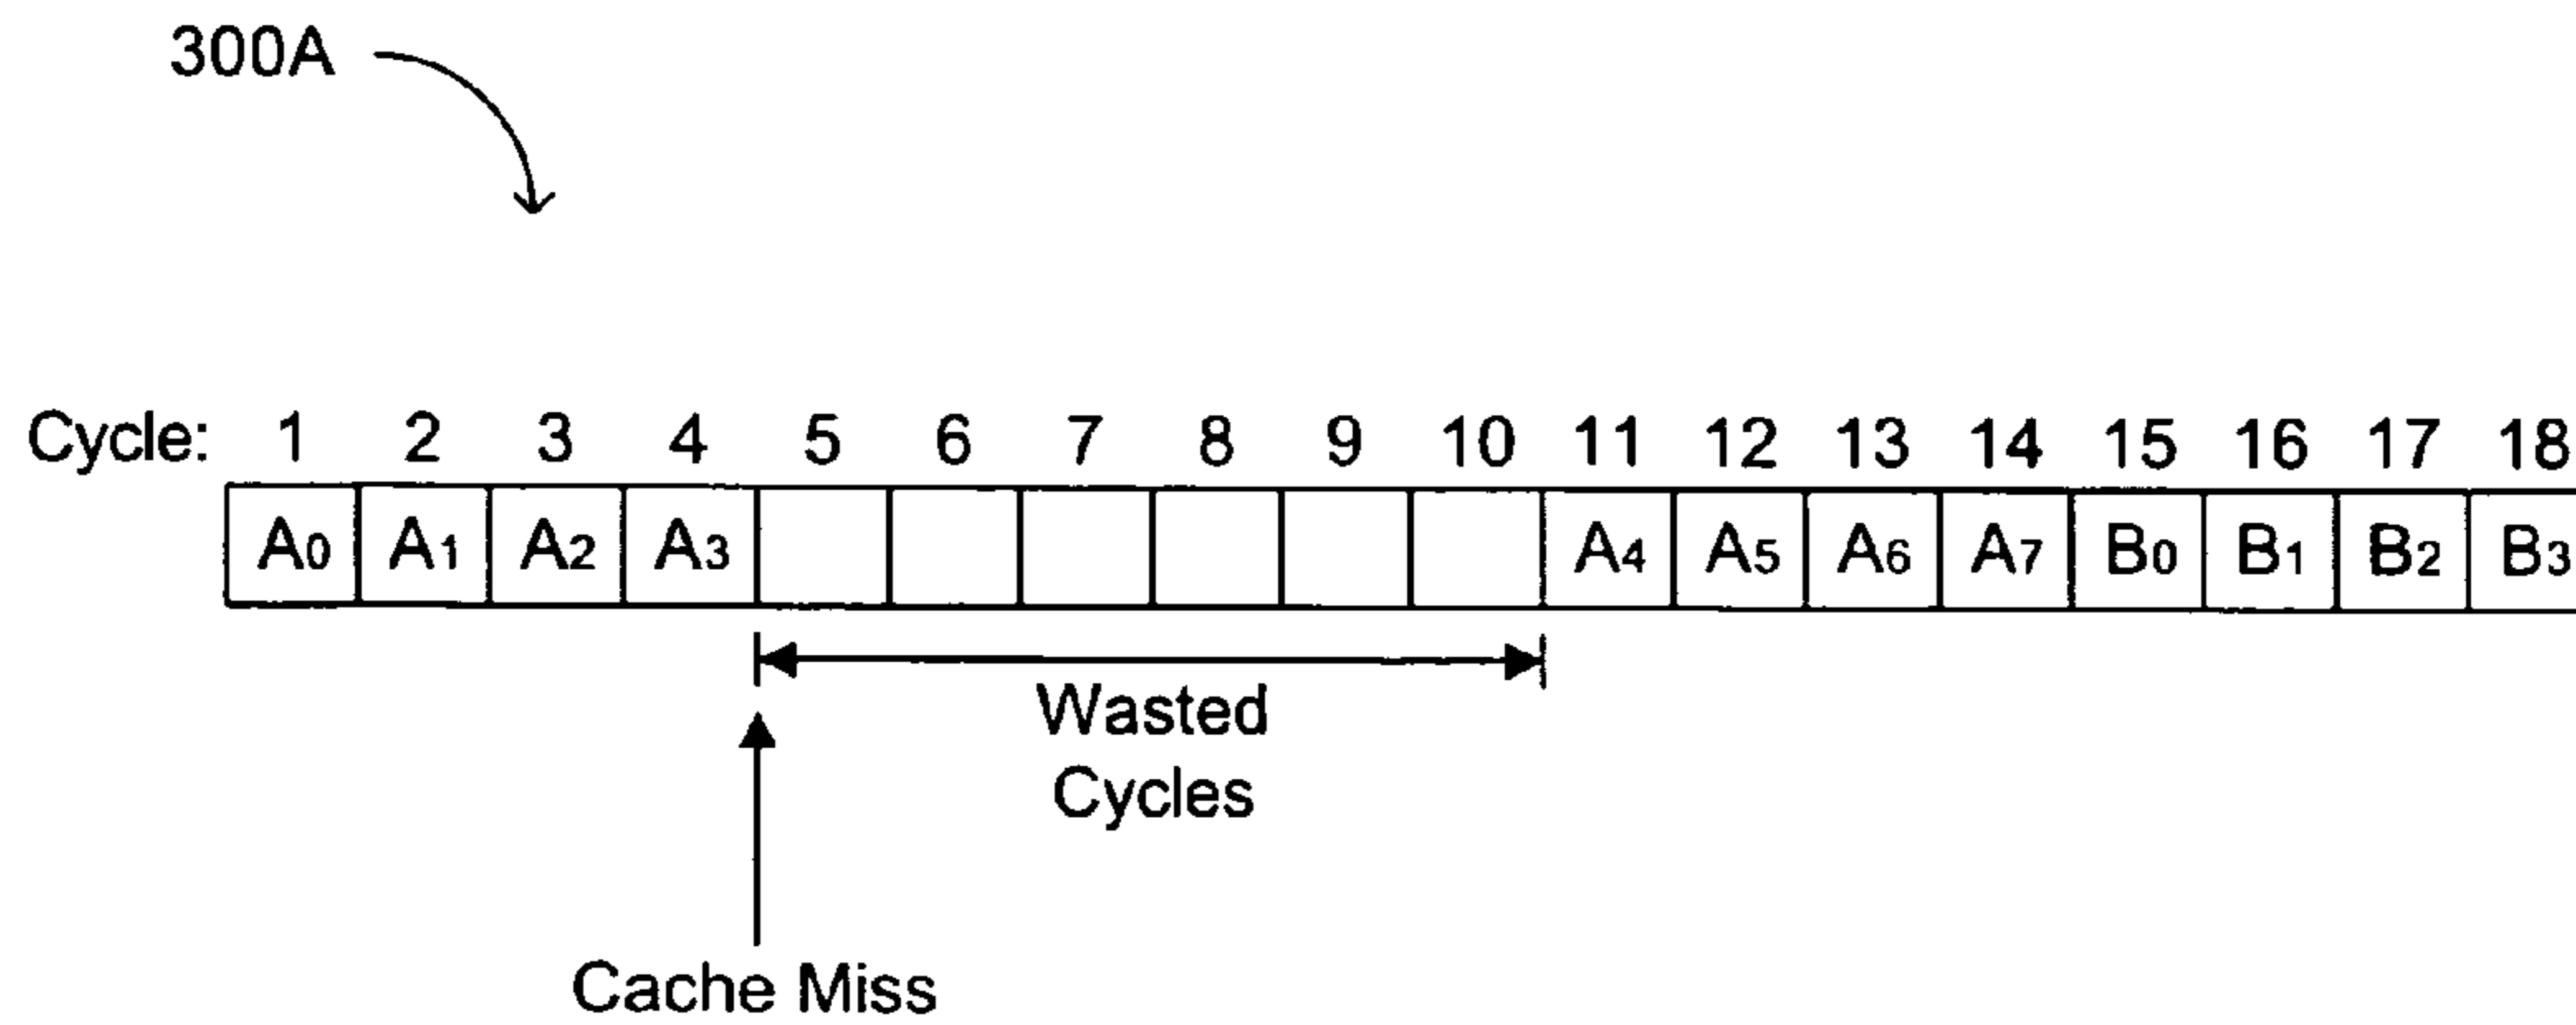 300A
Cycle: 1 2 3 4 5 6 7 8 9 10 11 12 13 14 15 16 17 18
A0 A1 A2 A3 A4 A5 A6 A7 B0 B1 B2 B3
Wasted
Cycles
Cache Miss